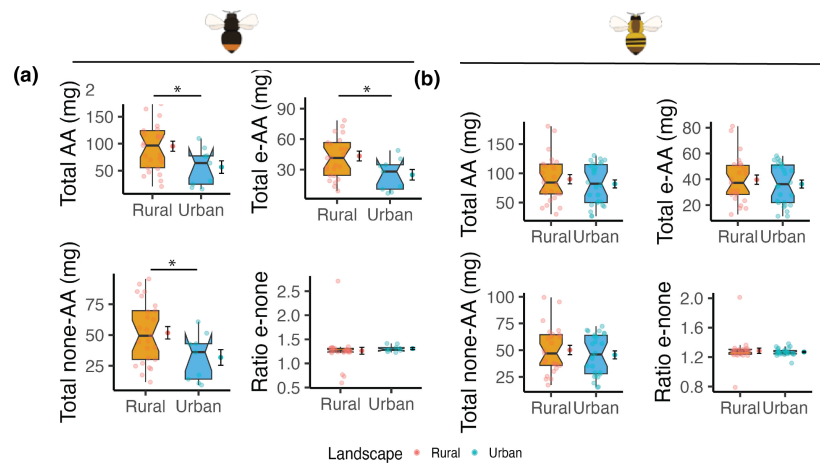 (a)
(b)
2
*
Total AA (mg)
150
100
50
Rural Urban
*
Total e-AA (mg)
90
60
30
Rural Urban
Total AA (mg)
150
100
50
Rural Urban
Total e-AA (mg)
80
60
40
20
Rural Urban
*
Total none-AA (mg)
75
50
25
Rural Urban
Ratio e-none
2.5
2.0
1.5
1.0
0.5
Rural Urban
Total none-AA (mg)
100
75
50
25
Rural Urban
Ratio e-none
2.0
1.6
1.2
0.8
Rural Urban
Landscape Rural Urban